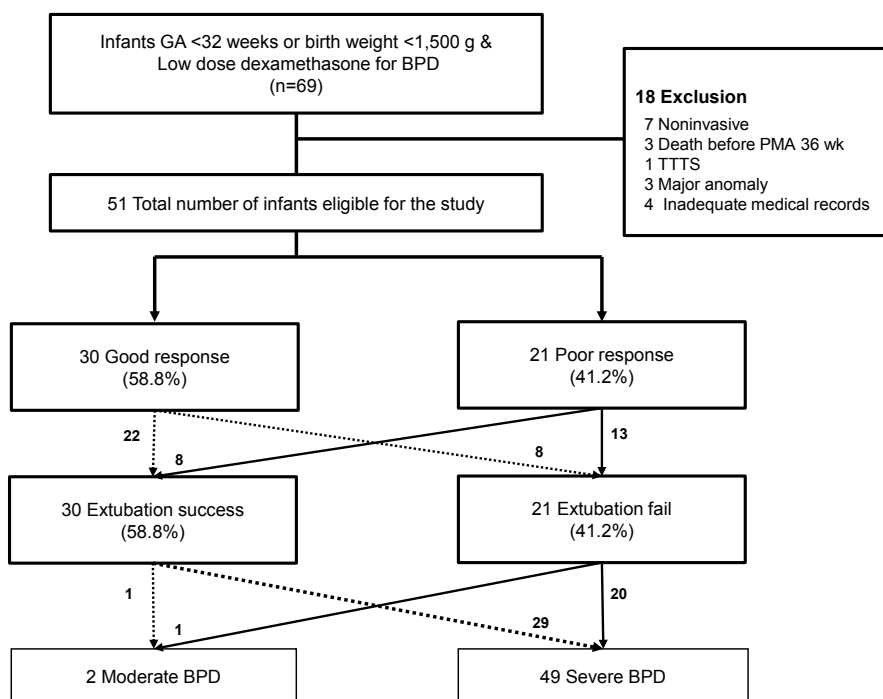 Infants GA <32 weeks or birth weight <1,500 g &
Low dose dexamethasone for BPD
(n=69)
18 Exclusion
7 Noninvasive
3 Death before PMA 36 wk
1 TTTS
3 Major anomaly
4 Inadequate medical records
51 Total number of infants eligible for the study
30 Good response
(58.8%)
21 Poor response
(41.2%)
22
8
8
13
30 Extubation success
(58.8%)
21 Extubation fail
(41.2%)
1
1
29
20
2 Moderate BPD
49 Severe BPD